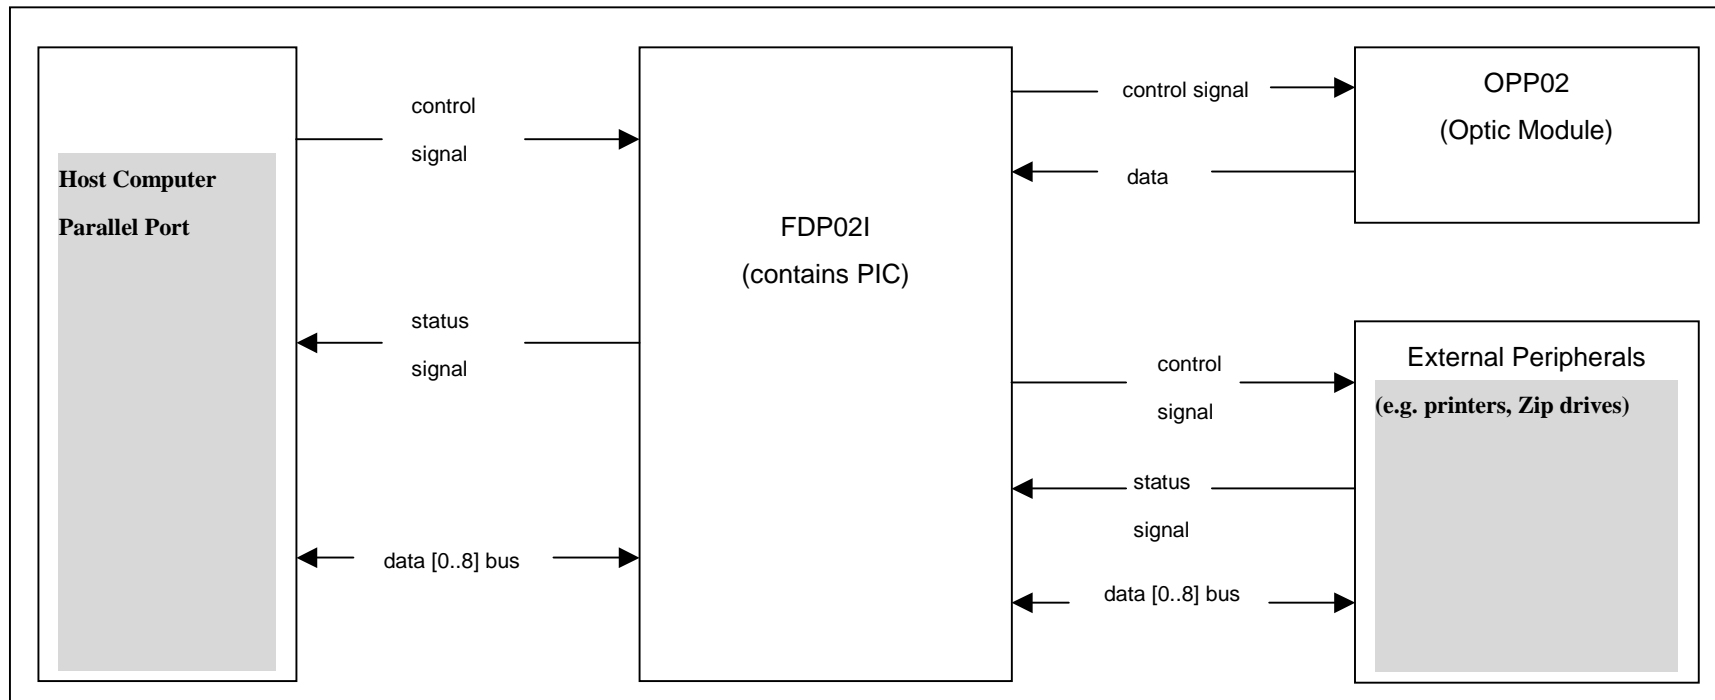 Host Computer
Parallel Port
control
signal
status
signal
data [0..8] bus
FDP02I
(contains PIC)
control signal
data
OPP02
(Optic Module)
control
signal
status
signal
data [0..8] bus
External Peripherals
(e.g. printers, Zip drives)